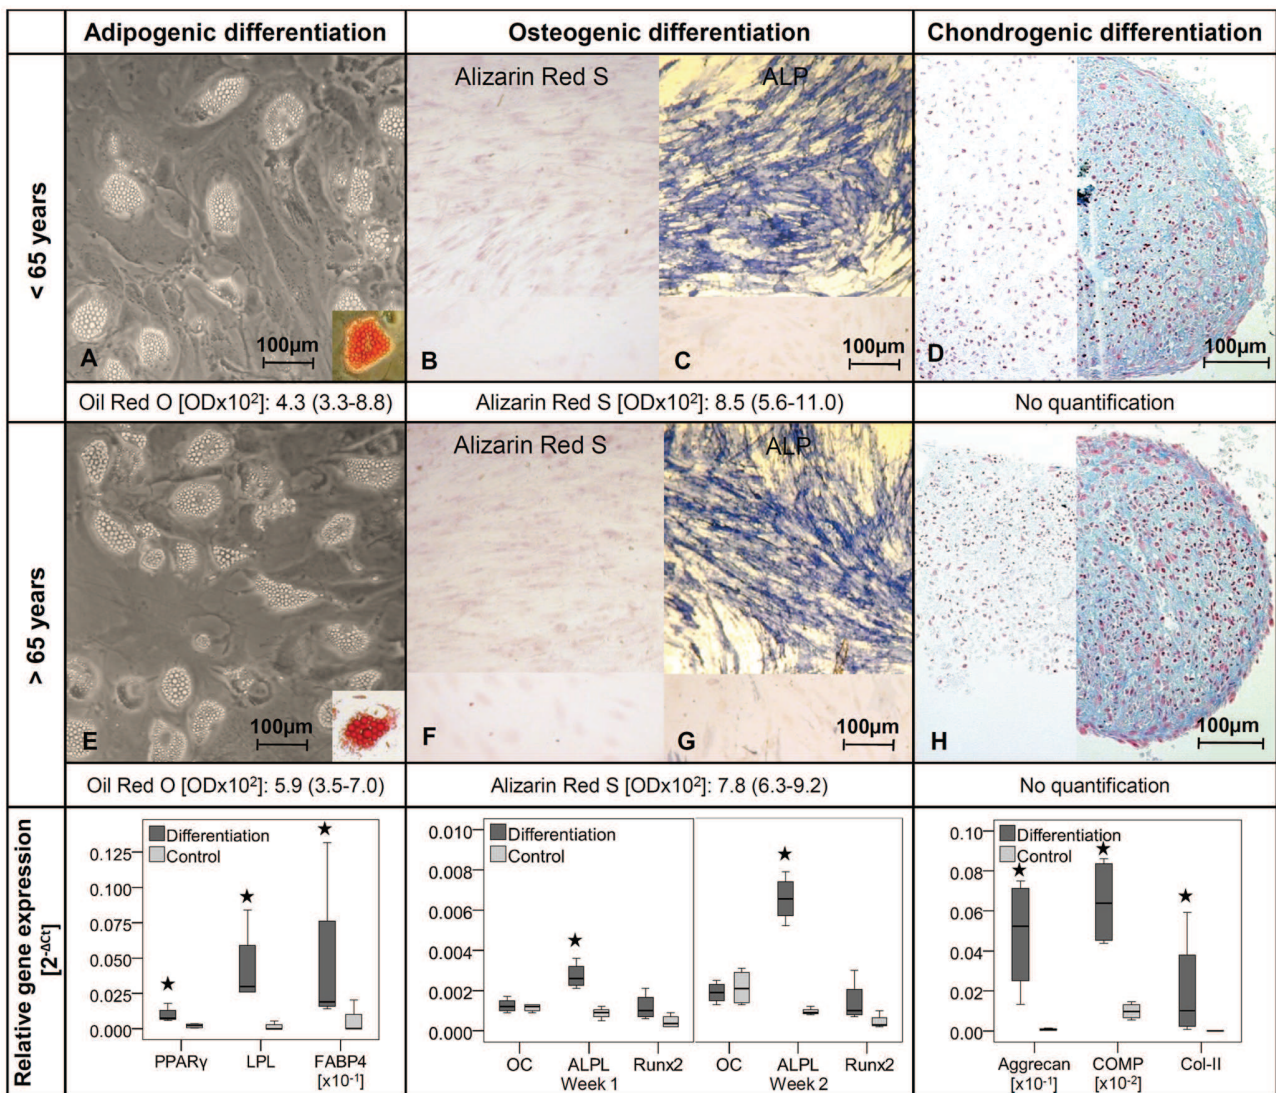 Adipogenic differentiation
Osteogenic differentiation
Chondrogenic differentiation
< 65 years
A
100µm
Alizarin Red S
B
ALP
C
100µm
D
100µm
Oil Red O [ODx10²]: 4.3 (3.3-8.8)
Alizarin Red S [ODx10²]: 8.5 (5.6-11.0)
No quantification
> 65 years
E
100µm
Alizarin Red S
F
ALP
G
100µm
H
100µm
Oil Red O [ODx10²]: 5.9 (3.5-7.0)
Alizarin Red S [ODx10²]: 7.8 (6.3-9.2)
No quantification
Relative gene expression
[2^-ΔCt]
Differentiation
Control
0.125
0.100
0.075
0.050
0.025
0.000
PPARγ LPL FABP4
[x10⁻¹]
Differentiation
Control
0.010
0.008
0.006
0.004
0.002
0.000
OC ALPL Runx2
Week 1
OC ALPL Runx2
Week 2
Differentiation
Control
0.10
0.08
0.06
0.04
0.02
0.00
Aggrecan COMP Col-II
[x10⁻¹] [x10⁻²]